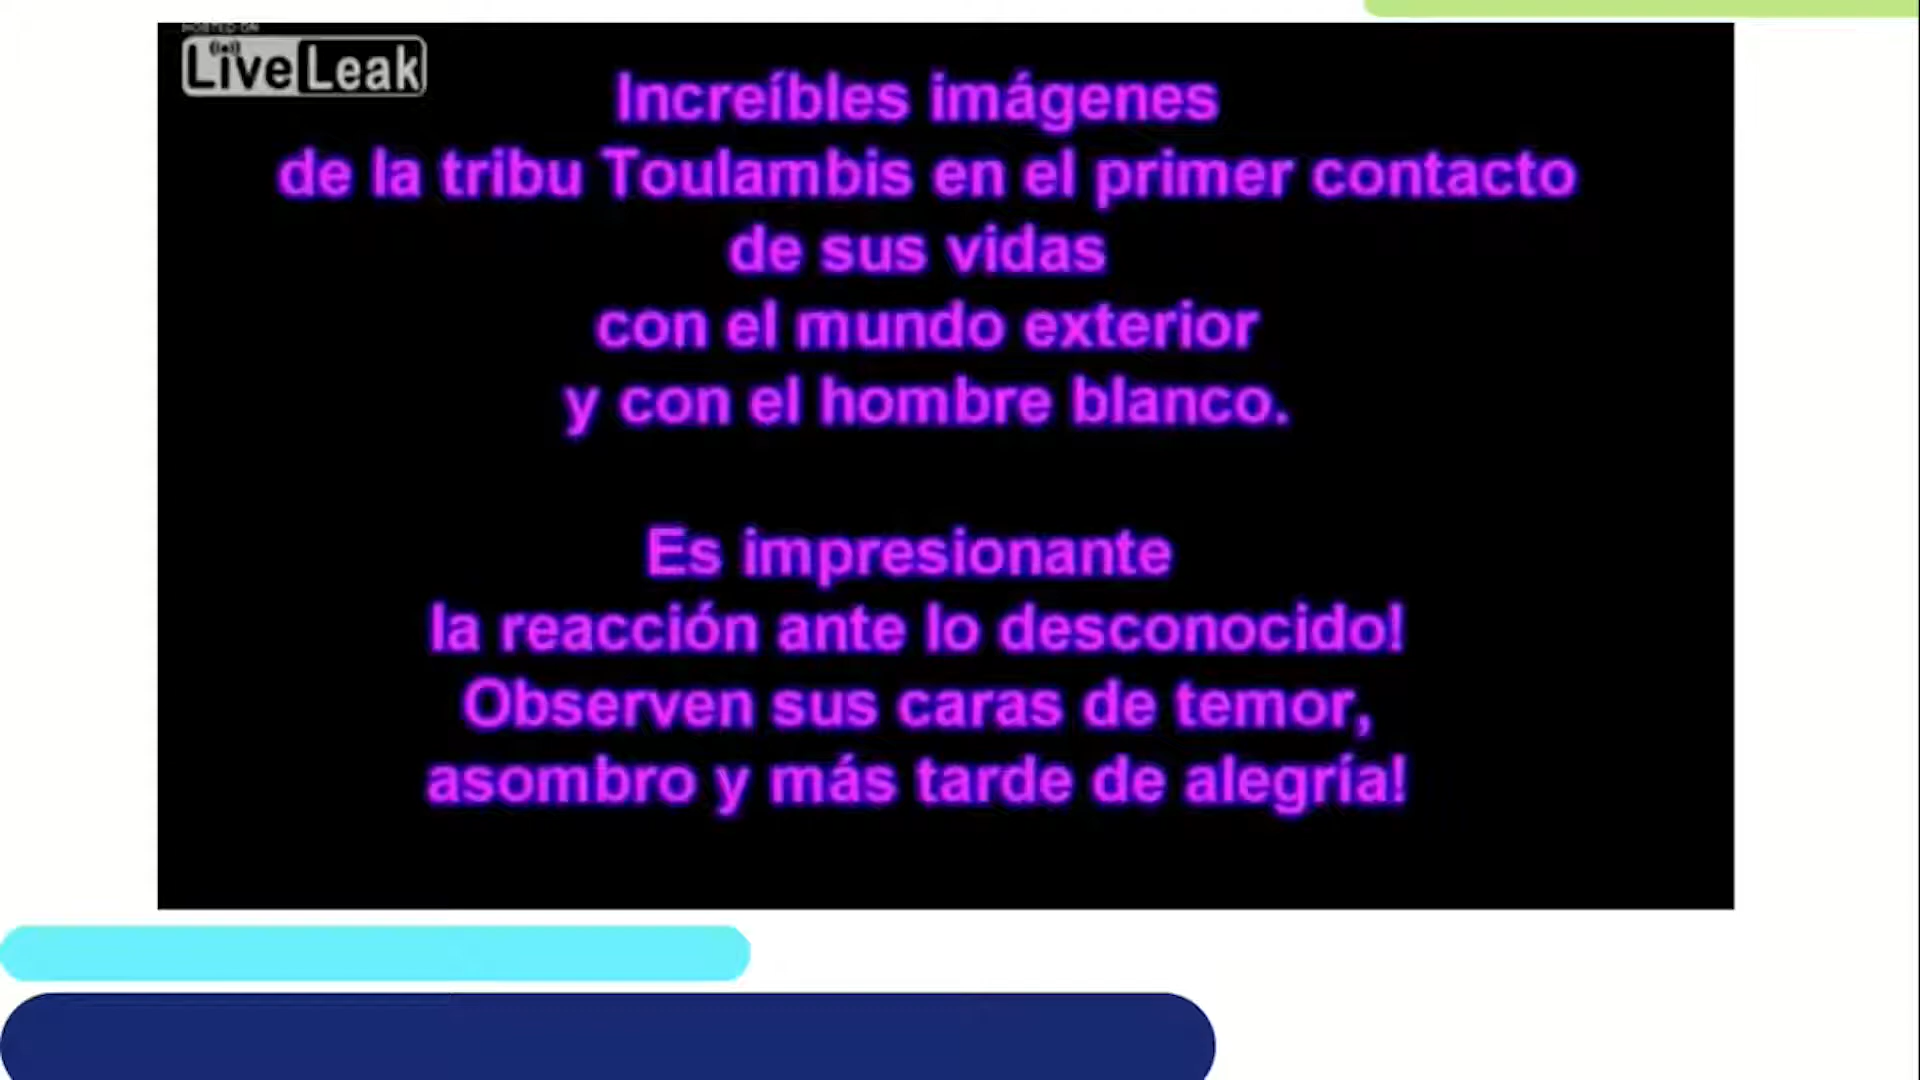 HOSTED ON
LiveLeak
Increíbles imágenes
de la tribu Toulambis en el primer contacto
de sus vidas
con el mundo exterior
y con el hombre blanco.
Es impresionante
la reacción ante lo desconocido!
Observen sus caras de temor,
asombro y más tarde de alegría!